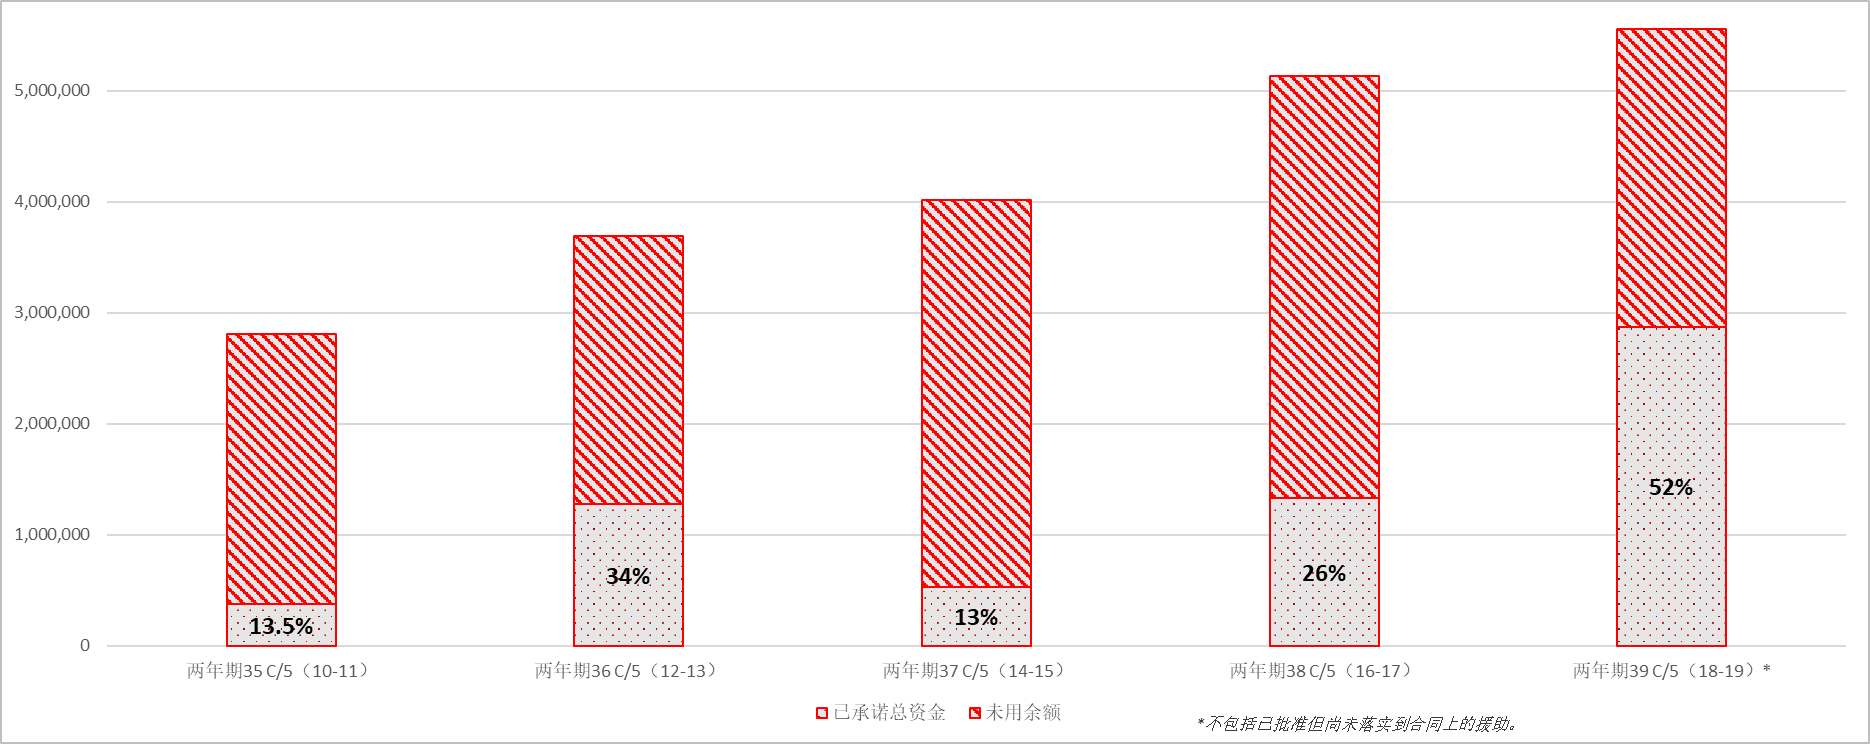 5,000,000
4,000,000
3,000,000
2,000,000
1,000,000
0
13.5%
34%
13%
26%
52%
两年期35 C/5（10-11）
两年期36 C/5（12-13）
两年期37 C/5（14-15）
两年期38 C/5（16-17）
两年期39 C/5（18-19）*
已承诺总资金
未用余额
*不包括已批准但尚未落实到合同上的援助。